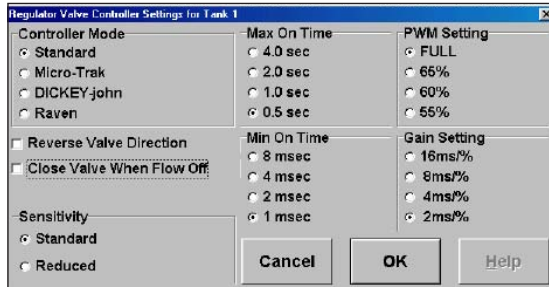 Regulator Valve Controller Settings for Tank 1
Controller Mode
Standard
Micro-Trak
DICKEY-john
Raven
Reverse Valve Direction
Close Valve When Flow Off
Sensitivity
Standard
Reduced
Max On Time
4.0 sec
2.0 sec
1.0 sec
0.5 sec
Min On Time
8 msec
4 msec
2 msec
1 msec
PWM Setting
FULL
65%
60%
55%
Gain Setting
16ms/%
8ms/%
4ms/%
2ms/%
Cancel
OK
Help